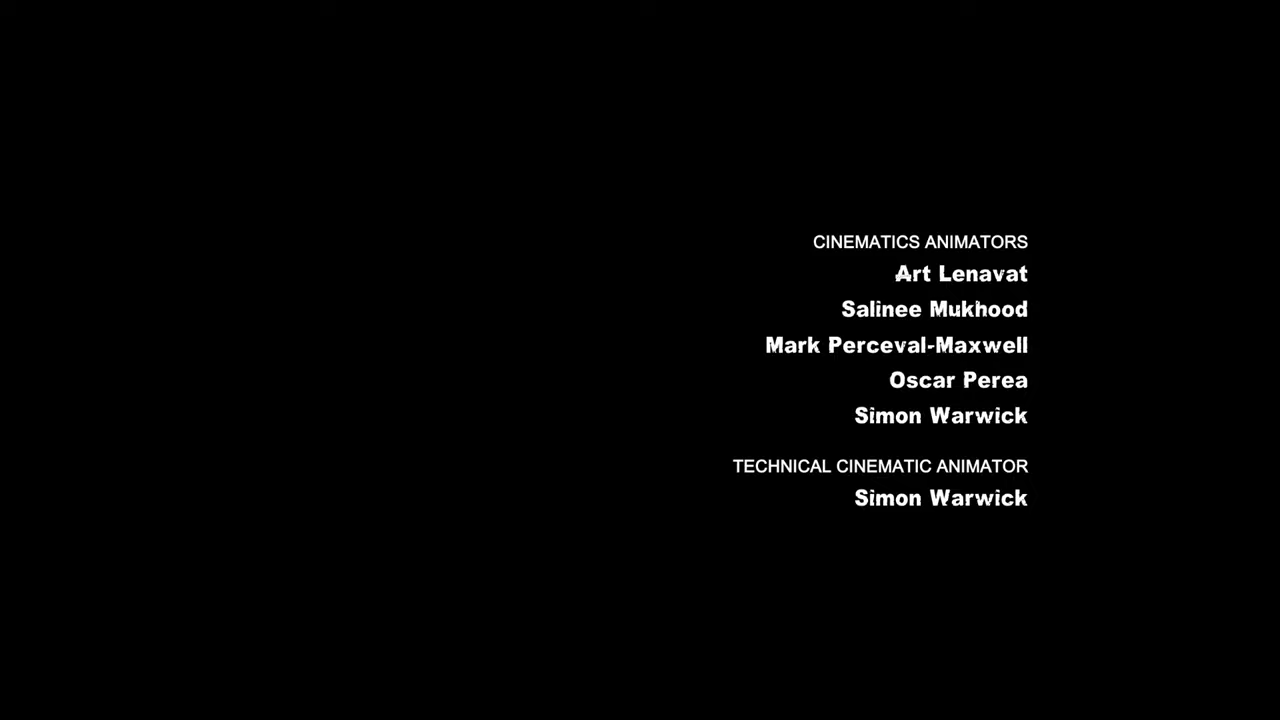 CINEMATICS ANIMATORS
Art Lenavat
Salinee Mukhood
Mark Perceval-Maxwell
Oscar Perea
Simon Warwick
TECHNICAL CINEMATIC ANIMATOR
Simon Warwick